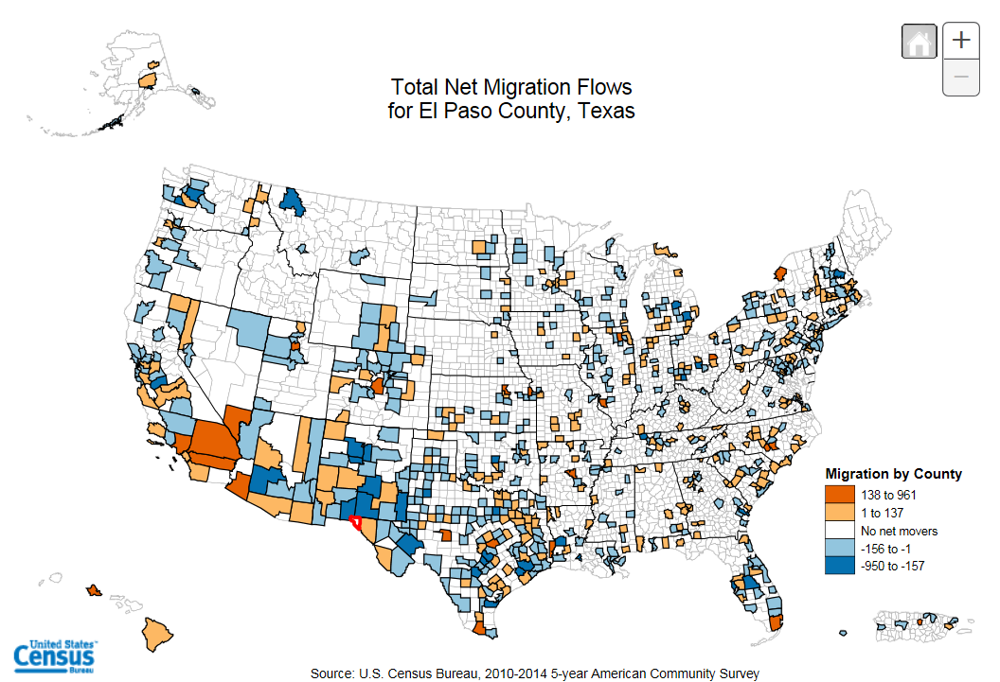 +
−
Total Net Migration Flows
for El Paso County, Texas
Migration by County
138 to 961
1 to 137
No net movers
-156 to -1
-950 to -157
United States™
Census
Bureau
Source: U.S. Census Bureau, 2010-2014 5-year American Community Survey